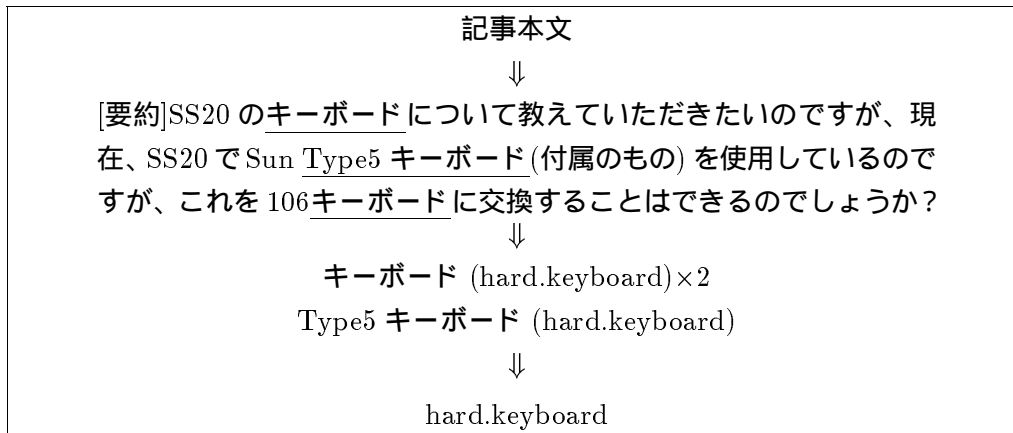 記事本文
⇓
[要約]SS20 のキーボードについて教えていただきたいのですが、現
在、SS20 で Sun Type5 キーボード(付属のもの) を使用しているので
すが、これを 106キーボードに交換することはできるのでしょうか?
⇓
キーボード (hard.keyboard)×2
Type5 キーボード (hard.keyboard)
⇓
hard.keyboard